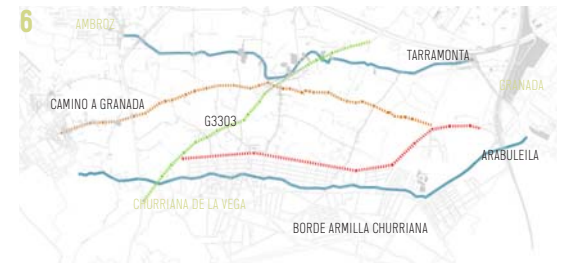 6
AMBROZ
TARRAMONTA
GRANADA
CAMINO A GRANADA
G3303
ARABULEILA
CHURRIANA DE LA VEGA
BORDE ARMILLA CHURRIANA